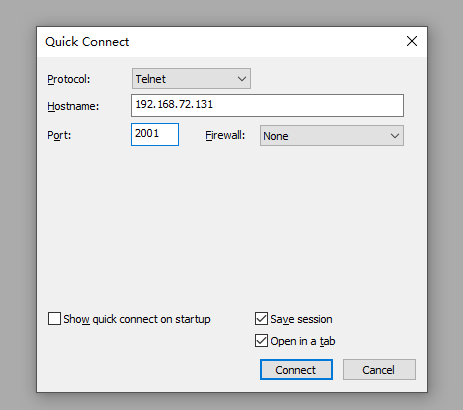 Quick Connect
Protocol: Telnet
Hostname: 192.168.72.131
Port: 2001 Firewall: None
Show quick connect on startup Save session
Open in a tab
Connect Cancel